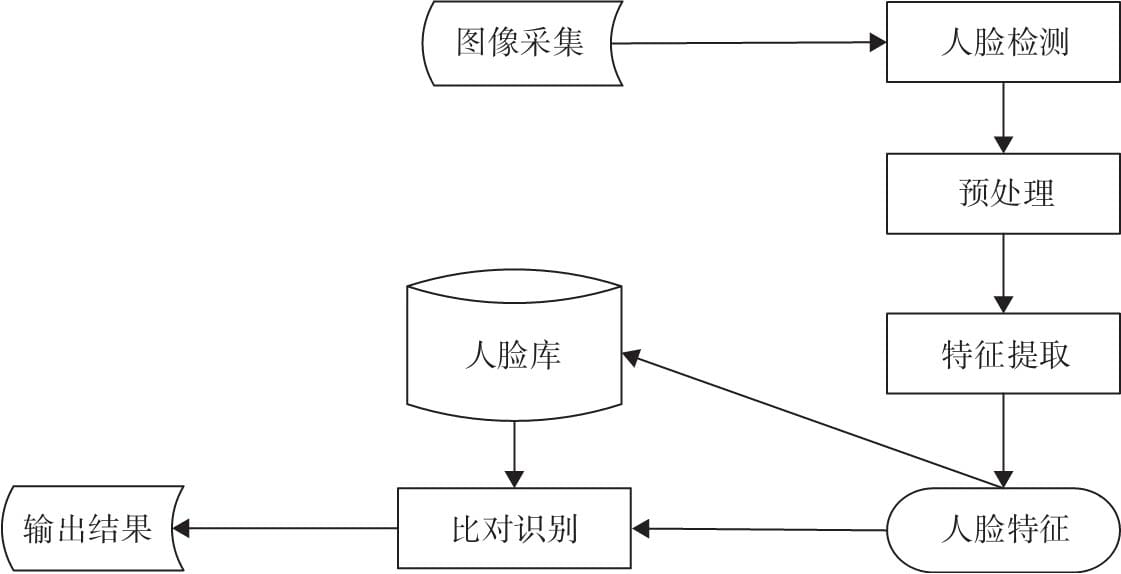 图像采集
人脸检测
预处理
人脸库
特征提取
输出结果
比对识别
人脸特征